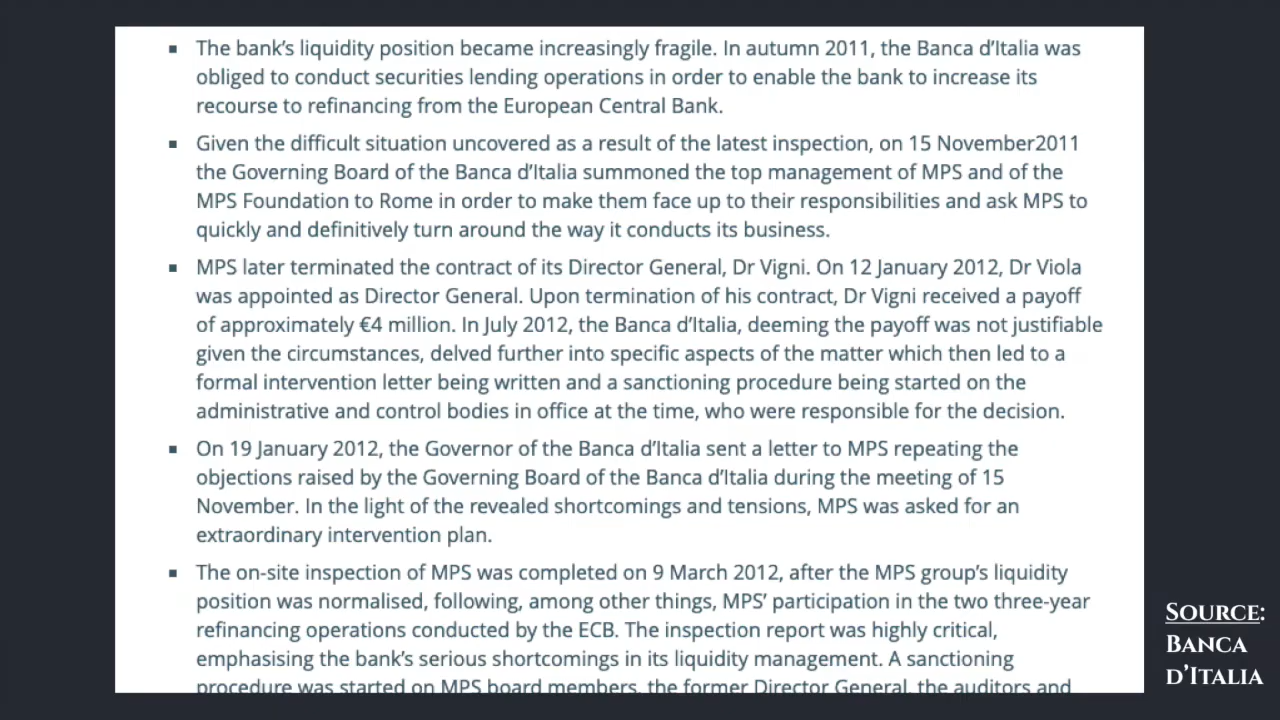 ▪ The bank’s liquidity position became increasingly fragile. In autumn 2011, the Banca d’Italia was
obliged to conduct securities lending operations in order to enable the bank to increase its
recourse to refinancing from the European Central Bank.
▪ Given the difficult situation uncovered as a result of the latest inspection, on 15 November2011
the Governing Board of the Banca d’Italia summoned the top management of MPS and of the
MPS Foundation to Rome in order to make them face up to their responsibilities and ask MPS to
quickly and definitively turn around the way it conducts its business.
▪ MPS later terminated the contract of its Director General, Dr Vigni. On 12 January 2012, Dr Viola
was appointed as Director General. Upon termination of his contract, Dr Vigni received a payoff
of approximately €4 million. In July 2012, the Banca d’Italia, deeming the payoff was not justifiable
given the circumstances, delved further into specific aspects of the matter which then led to a
formal intervention letter being written and a sanctioning procedure being started on the
administrative and control bodies in office at the time, who were responsible for the decision.
▪ On 19 January 2012, the Governor of the Banca d’Italia sent a letter to MPS repeating the
objections raised by the Governing Board of the Banca d’Italia during the meeting of 15
November. In the light of the revealed shortcomings and tensions, MPS was asked for an
extraordinary intervention plan.
▪ The on-site inspection of MPS was completed on 9 March 2012, after the MPS group’s liquidity
position was normalised, following, among other things, MPS’ participation in the two three-year
refinancing operations conducted by the ECB. The inspection report was highly critical,
emphasising the bank’s serious shortcomings in its liquidity management. A sanctioning
procedure was started on MPS board members, the former Director General, the auditors and
SOURCE:
BANCA
D’ITALIA